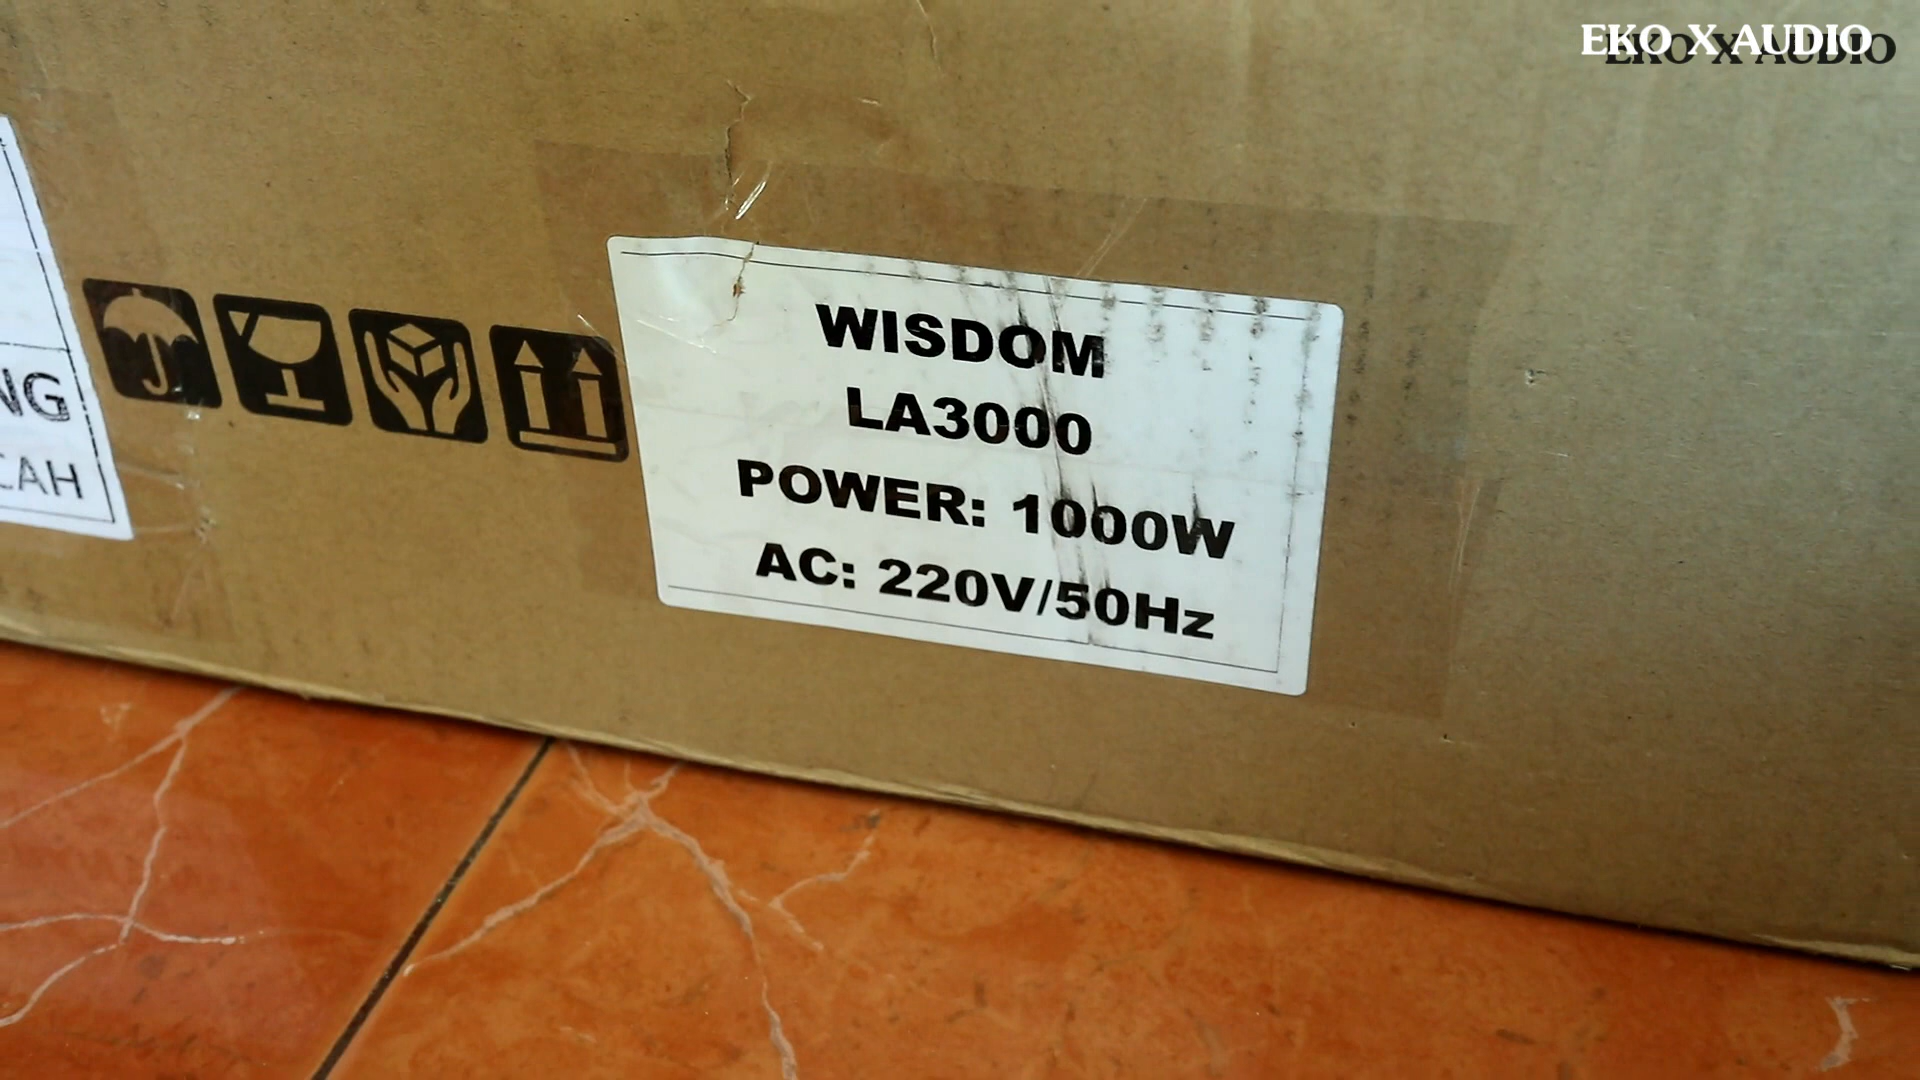 EKO X AUDIO
WISDOM
LA3000
POWER: 1000W
AC: 220V/50Hz
NG
CAH